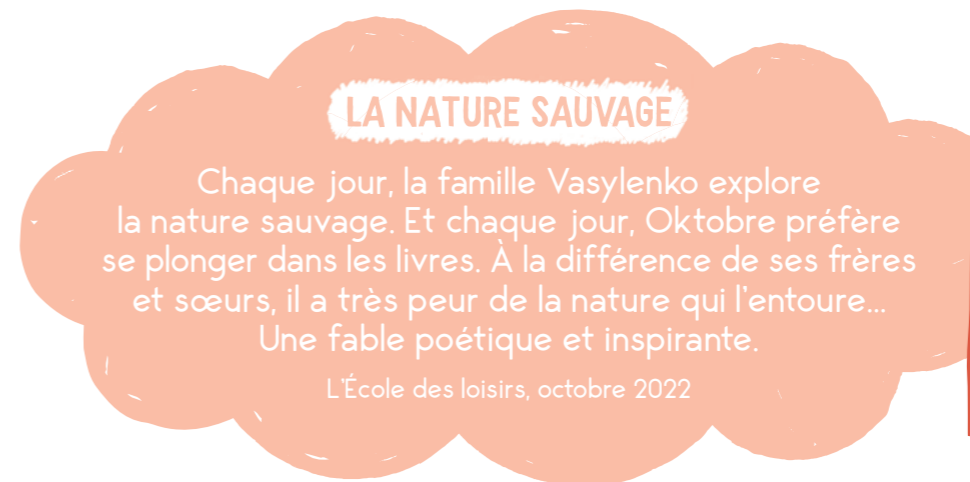 LA NATURE SAUVAGE
Chaque jour, la famille Vasylenko explore
la nature sauvage. Et chaque jour, Oktobre préfère
se plonger dans les livres. À la différence de ses frères
et sœurs, il a très peur de la nature qui l'entoure...
Une fable poétique et inspirante.
L'École des loisirs, octobre 2022